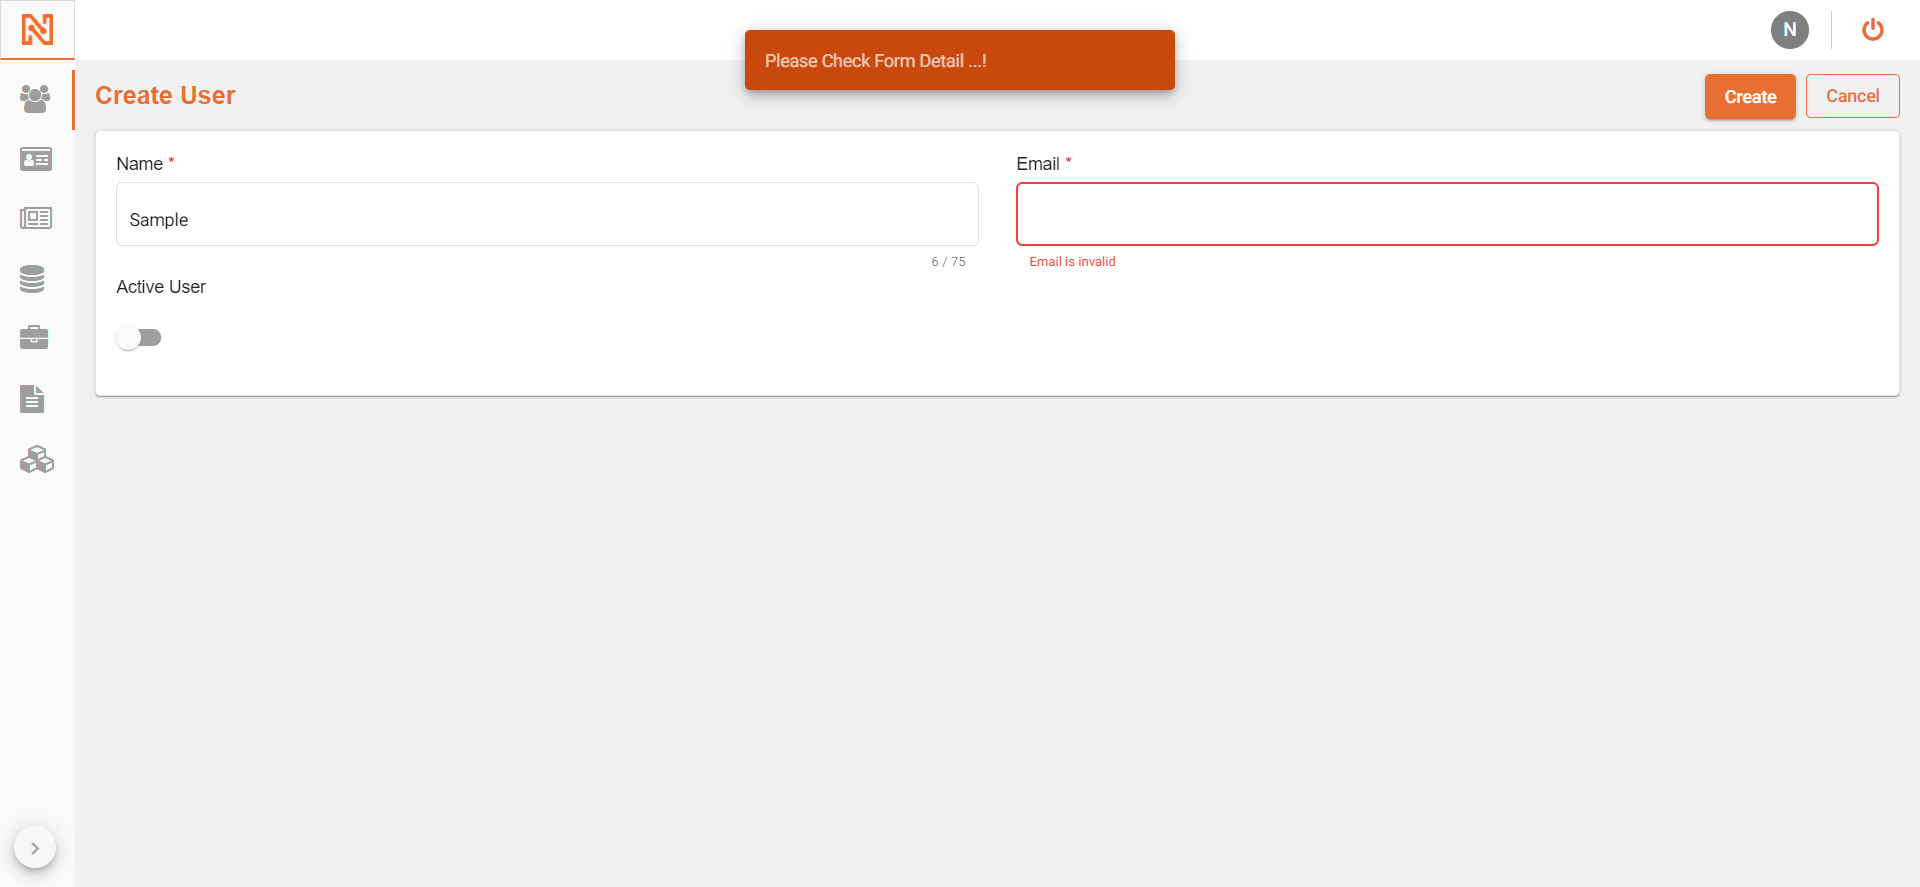 N
Please Check Form Detail ...!
Create User
Create
Cancel
Name *
Email *
Sample
6 / 75
Email is invalid
Active User